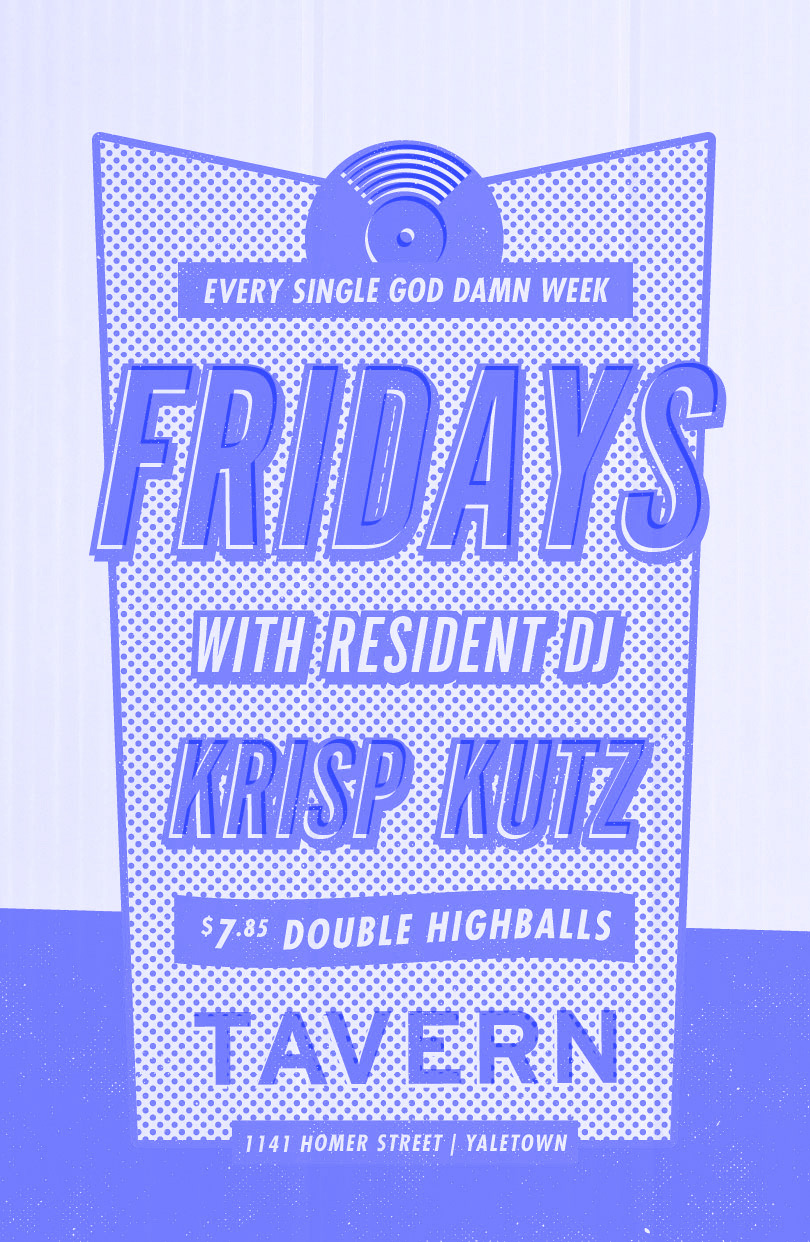 EVERY SINGLE GOD DAMN WEEK
FRIDAYS
WITH RESIDENT DJ
KRISP KUTZ
$7.85 DOUBLE HIGHBALLS
TAVERN
1141 HOMER STREET | YALETOWN